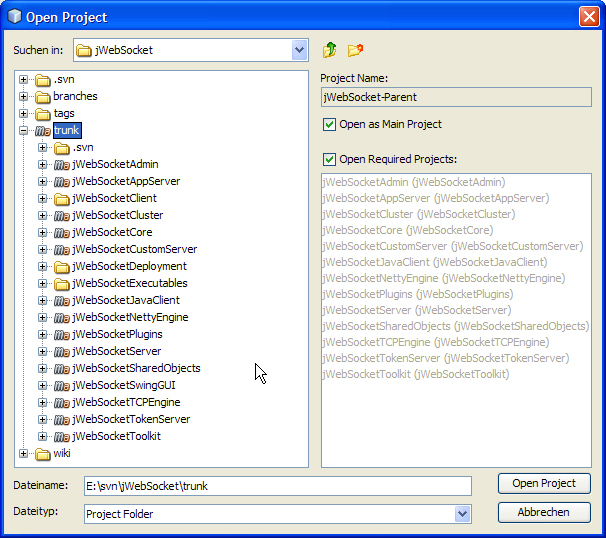 Open Project
Suchen in:
jWebSocket
.svn
branches
tags
trunk
.svn
jWebSocketAdmin
jWebSocketAppServer
jWebSocketClient
jWebSocketCluster
jWebSocketCore
jWebSocketCustomServer
jWebSocketDeployment
jWebSocketExecutables
jWebSocketJavaClient
jWebSocketNettyEngine
jWebSocketPlugins
jWebSocketServer
jWebSocketSharedObjects
jWebSocketSwingGUI
jWebSocketTCPEngine
jWebSocketTokenServer
jWebSocketToolkit
wiki
Project Name:
jWebSocket-Parent
Open as Main Project
Open Required Projects:
jWebSocketAdmin (jWebSocketAdmin)
jWebSocketAppServer (jWebSocketAppServer)
jWebSocketCluster (jWebSocketCluster)
jWebSocketCore (jWebSocketCore)
jWebSocketCustomServer (jWebSocketCustomServer)
jWebSocketJavaClient (jWebSocketJavaClient)
jWebSocketNettyEngine (jWebSocketNettyEngine)
jWebSocketPlugins (jWebSocketPlugins)
jWebSocketServer (jWebSocketServer)
jWebSocketSharedObjects (jWebSocketSharedObjects)
jWebSocketTCPEngine (jWebSocketTCPEngine)
jWebSocketTokenServer (jWebSocketTokenServer)
jWebSocketToolkit (jWebSocketToolkit)
Dateiname:
E:\svn\jWebSocket\trunk
Open Project
Dateityp:
Project Folder
Abbrechen